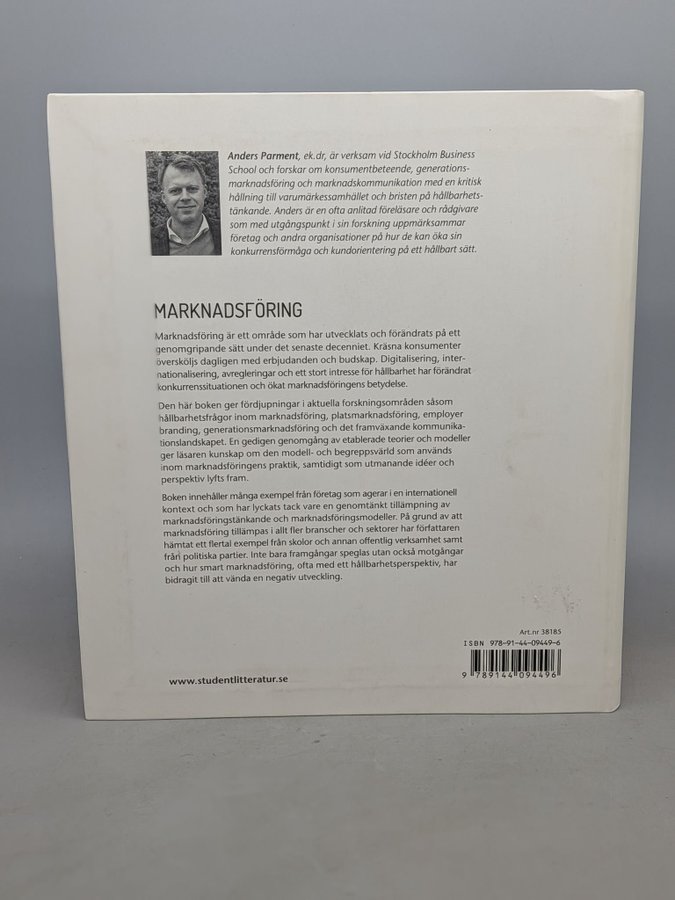 Anders Parment, ek.dr, är verksam vid Stockholm Business
School och forskar om konsumentbeteende, generations-
marknadsföring och marknadskommunikation med en kritisk
hållning till varumärkessamhället och bristen på hållbarhets-
tänkande. Anders är en ofta anlitad föreläsare och rådgivare
som med utgångspunkt i sin forskning uppmärksammar
företag och andra organisationer på hur de kan öka sin
konkurrensförmåga och kundorientering på ett hållbart sätt.
MARKNADSFÖRING
Marknadsföring är ett område som har utvecklats och förändrats på ett
genomgripande sätt under det senaste decenniet. Kräsna konsumenter
översköljs dagligen med erbjudanden och budskap. Digitalisering, inter-
nationalisering, avregleringar och ett stort intresse för hållbarhet har förändrat
konkurrenssituationen och ökat marknadsföringens betydelse.
Den här boken ger fördjupningar i aktuella forskningsområden såsom
hållbarhetsfrågor inom marknadsföring, platsmarknadsföring, employer
branding, generationsmarknadsföring och det framväxande kommunika-
tionslandskapet. En gedigen genomgång av etablerade teorier och modeller
ger läsaren kunskap om den modell- och begreppsvärld som används
inom marknadsföringens praktik, samtidigt som utmanande idéer och
perspektiv lyfts fram.
Boken innehåller många exempel från företag som agerar i en internationell
kontext och som har lyckats tack vare en genomtänkt tillämpning av
marknadsföringstänkande och marknadsföringsmodeller. På grund av att
marknadsföring tillämpas i allt fler branscher och sektorer har författaren
hämtat ett flertal exempel från skolor och annan offentlig verksamhet samt
från politiska partier. Inte bara framgångar speglas utan också motgångar
och hur smart marknadsföring, ofta med ett hållbarhetsperspektiv, har
bidragit till att vända en negativ utveckling.
Art.nr 38185
ISBN 978-91-44-09449-6
9 789144 094496
www.studentlitteratur.se